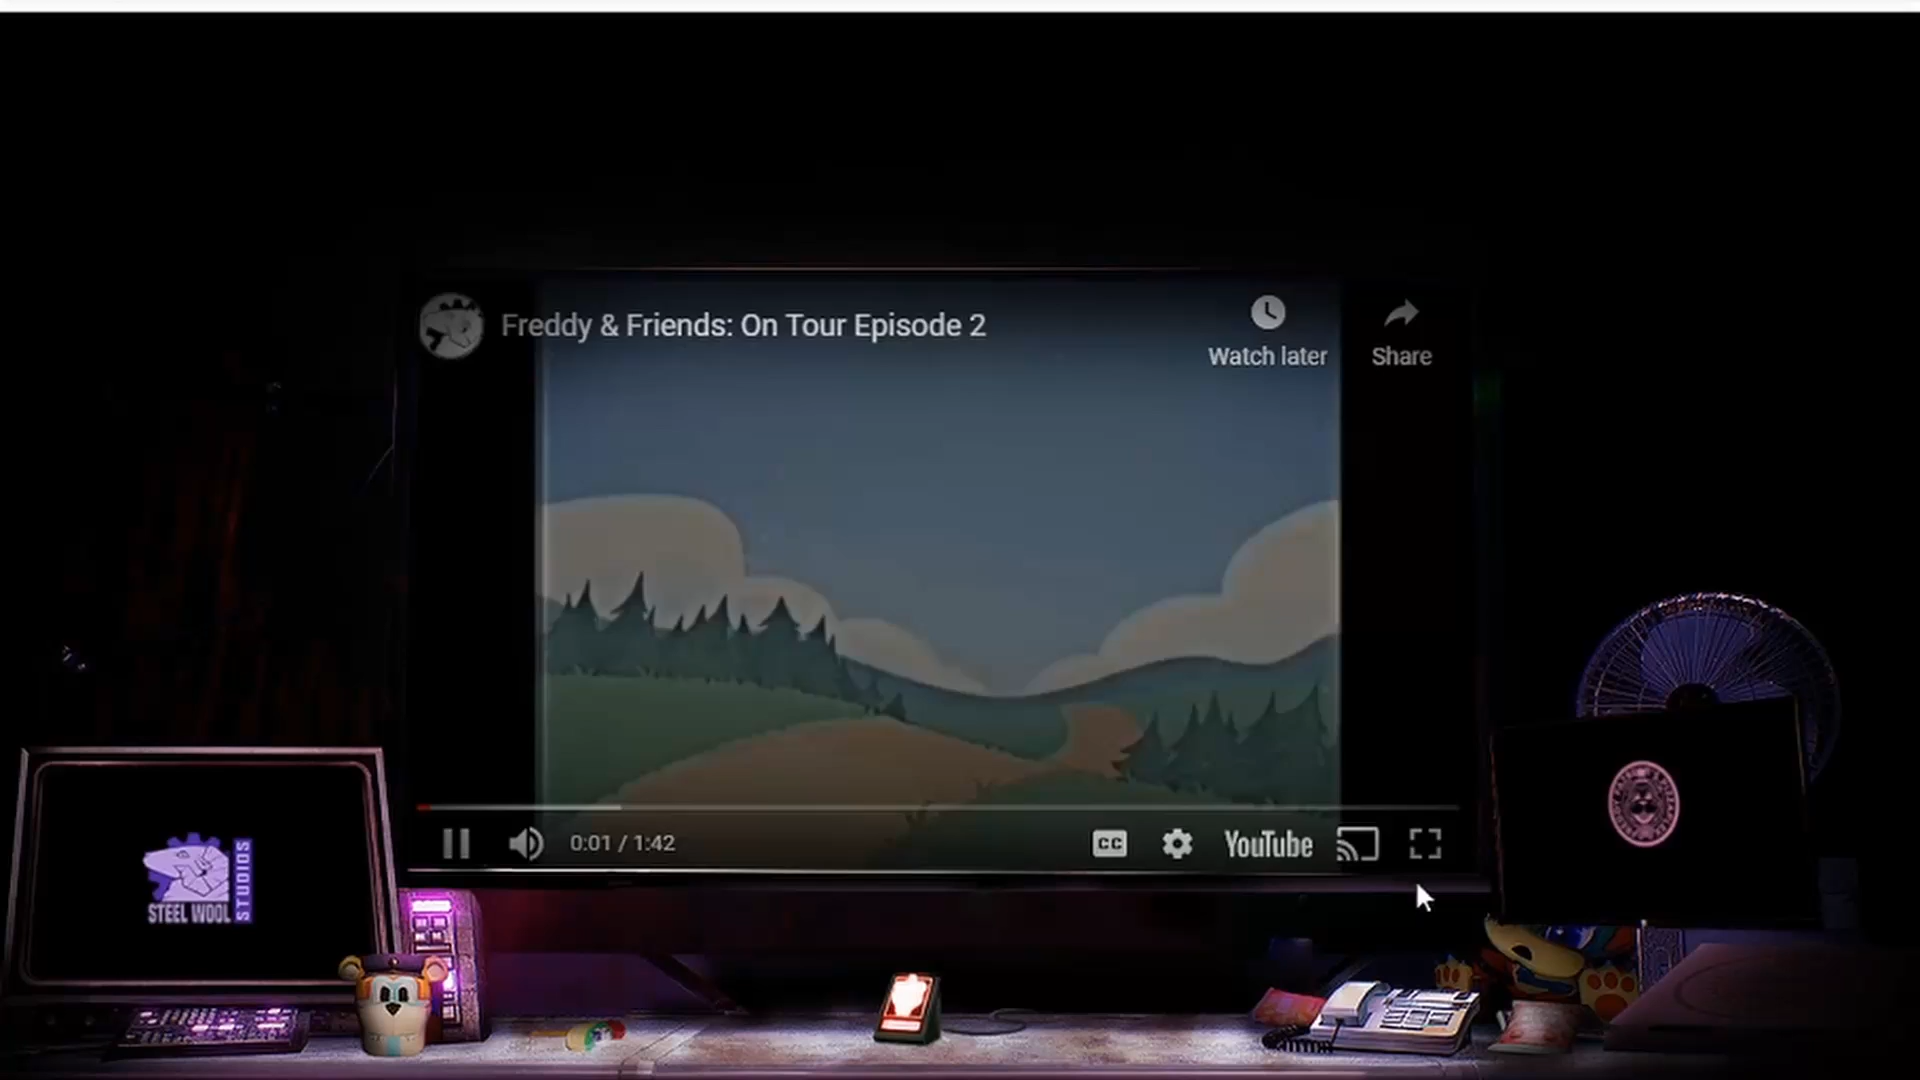 Freddy & Friends: On Tour Episode 2
Watch later
Share
0:01 / 1:42
CC
YouTube
STEEL WOOL
STUDIOS